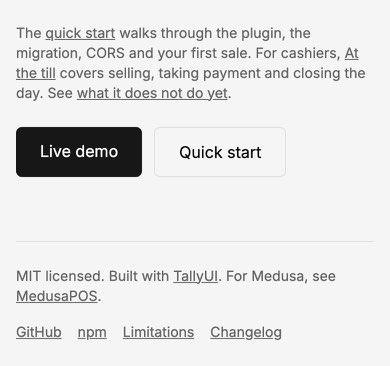 The quick start walks through the plugin, the
migration, CORS and your first sale. For cashiers, At
the till covers selling, taking payment and closing the
day. See what it does not do yet.
Live demo
Quick start
MIT licensed. Built with TallyUI. For Medusa, see
MedusaPOS.
GitHub npm Limitations Changelog